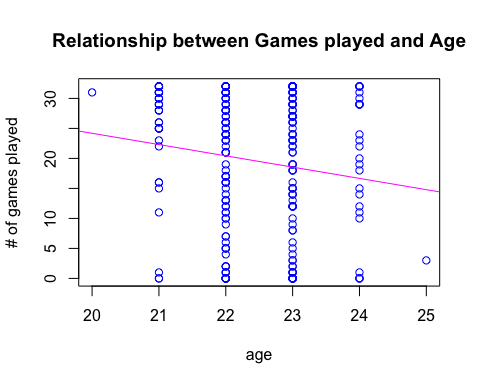 Relationship between Games played and Age
# of games played
30
20
10
5
0
20 21 22 23 24 25
age